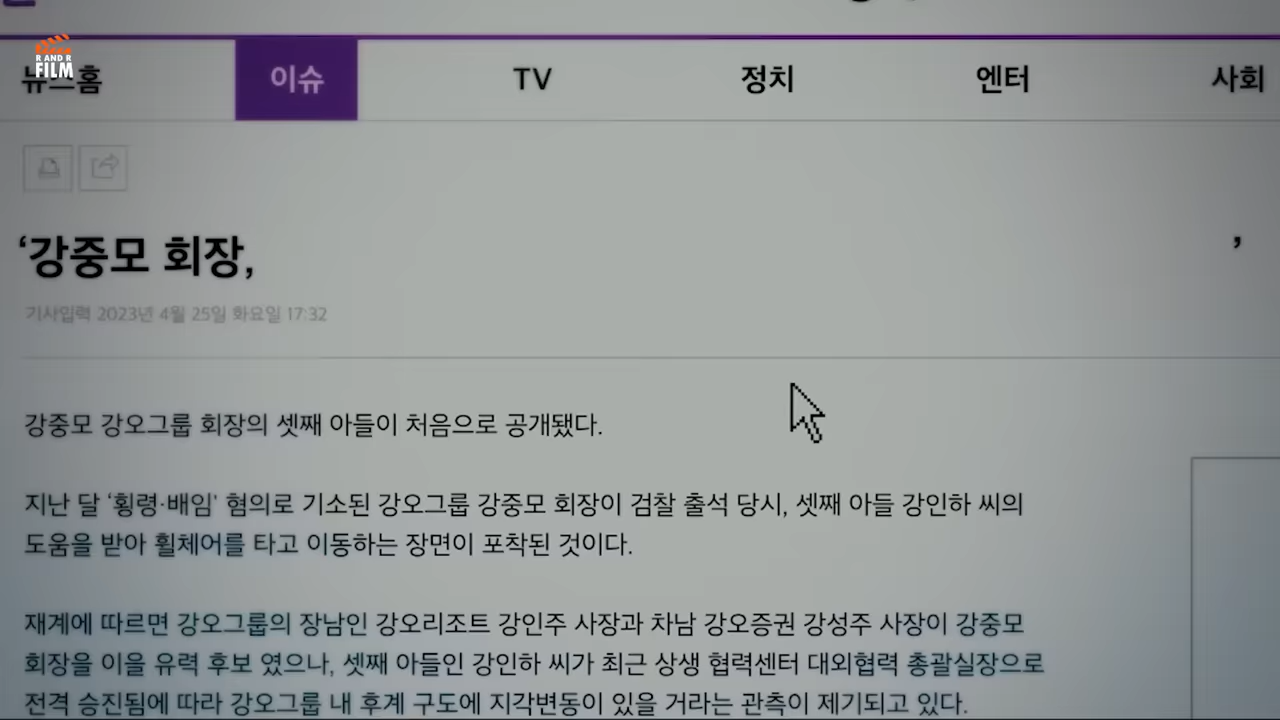 R AND R
FILM
뉴스홈
이슈
TV
정치
엔터
사회
‘강중모 회장, ’
기사입력 2023년 4월 25일 화요일 17:32
강중모 강오그룹 회장의 셋째 아들이 처음으로 공개됐다.
지난 달 ‘횡령·배임' 혐의로 기소된 강오그룹 강중모 회장이 검찰 출석 당시, 셋째 아들 강인하 씨의
도움을 받아 휠체어를 타고 이동하는 장면이 포착된 것이다.
재계에 따르면 강오그룹의 장남인 강오리조트 강인주 사장과 차남 강오증권 강성주 사장이 강중모
회장을 이을 유력 후보 였으나, 셋째 아들인 강인하 씨가 최근 상생 협력센터 대외협력 총괄실장으로
전격 승진됨에 따라 강오그룹 내 후계 구도에 지각변동이 있을 거라는 관측이 제기되고 있다.